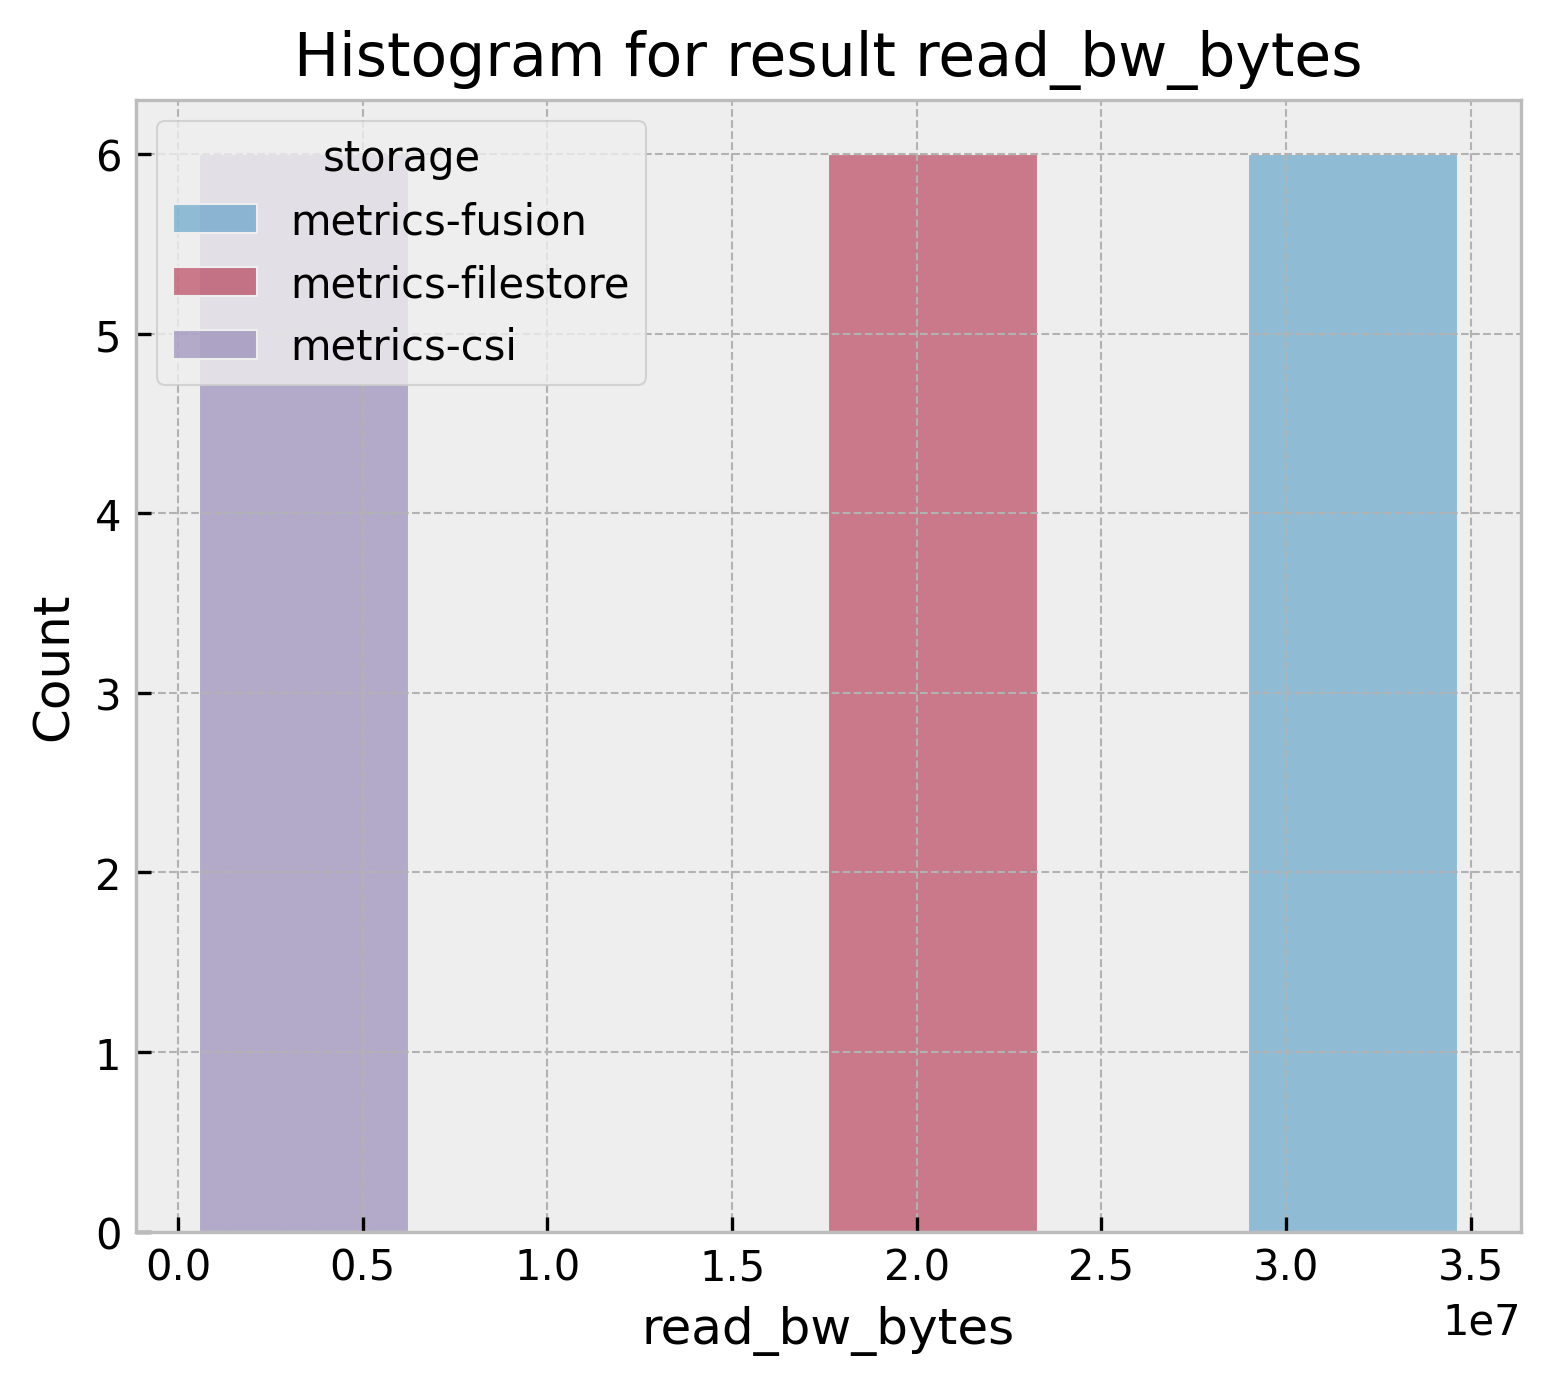 Histogram for result read_bw_bytes
storage
metrics-fusion
metrics-filestore
metrics-csi
6
5
4
3
2
1
0
Count
0.0 0.5 1.0 1.5 2.0 2.5 3.0 3.5
1e7
read_bw_bytes